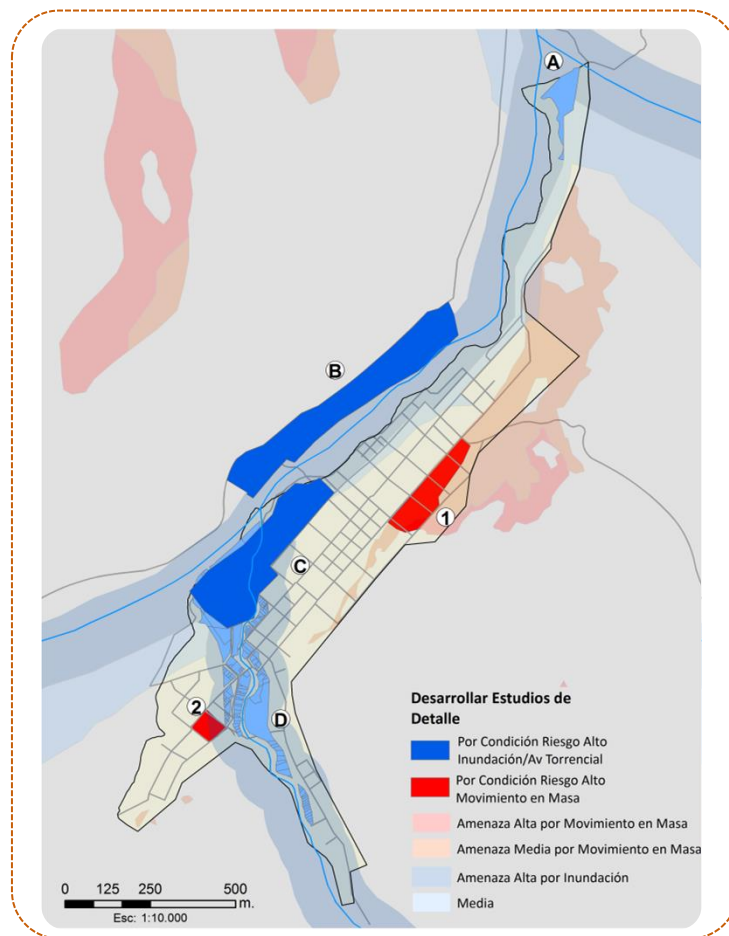 A
B
1
C
2
D
Desarrollar Estudios de
Detalle
Por Condición Riesgo Alto
Inundación/Av Torrencial
Por Condición Riesgo Alto
Movimiento en Masa
Amenaza Alta por Movimiento en Masa
Amenaza Media por Movimiento en Masa
Amenaza Alta por Inundación
Media
0 125 250 500
m.
Esc: 1:10.000